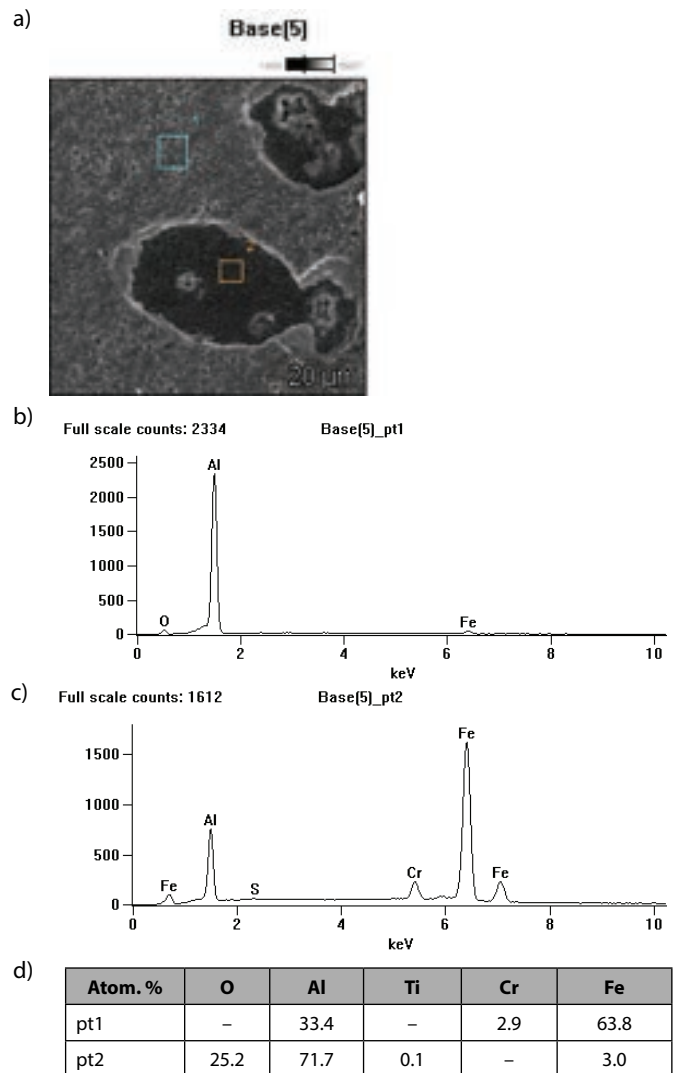 a)
Base(5)
20 µm
b)
Full scale counts: 2334 Base(5)_pt1
2500
2000
1500
1000
500
0
Al
O
Fe
0 2 4 6 8 10
keV
c)
Full scale counts: 1612 Base(5)_pt2
1500
1000
500
0
Fe
Al
Fe
S
Cr
Fe
0 2 4 6 8 10
keV
d)
Atom. % O Al Ti Cr Fe
pt1 – 33.4 – 2.9 63.8
pt2 25.2 71.7 0.1 – 3.0